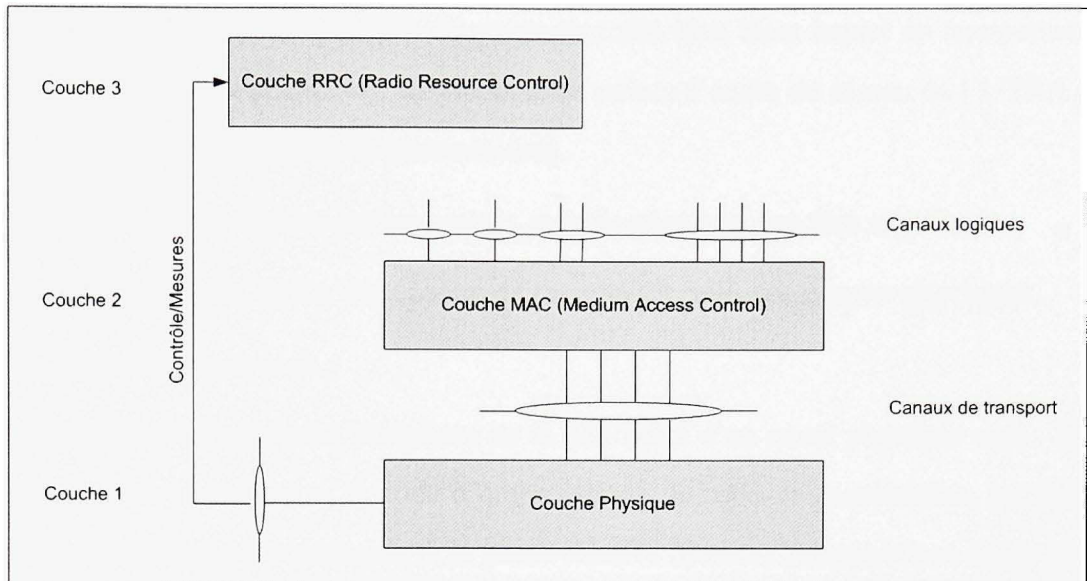 Couche 3
Couche RRC (Radio Resource Control)
Canaux logiques
Contrôle/Mesures
Couche 2
Couche MAC (Medium Access Control)
Canaux de transport
Couche 1
Couche Physique